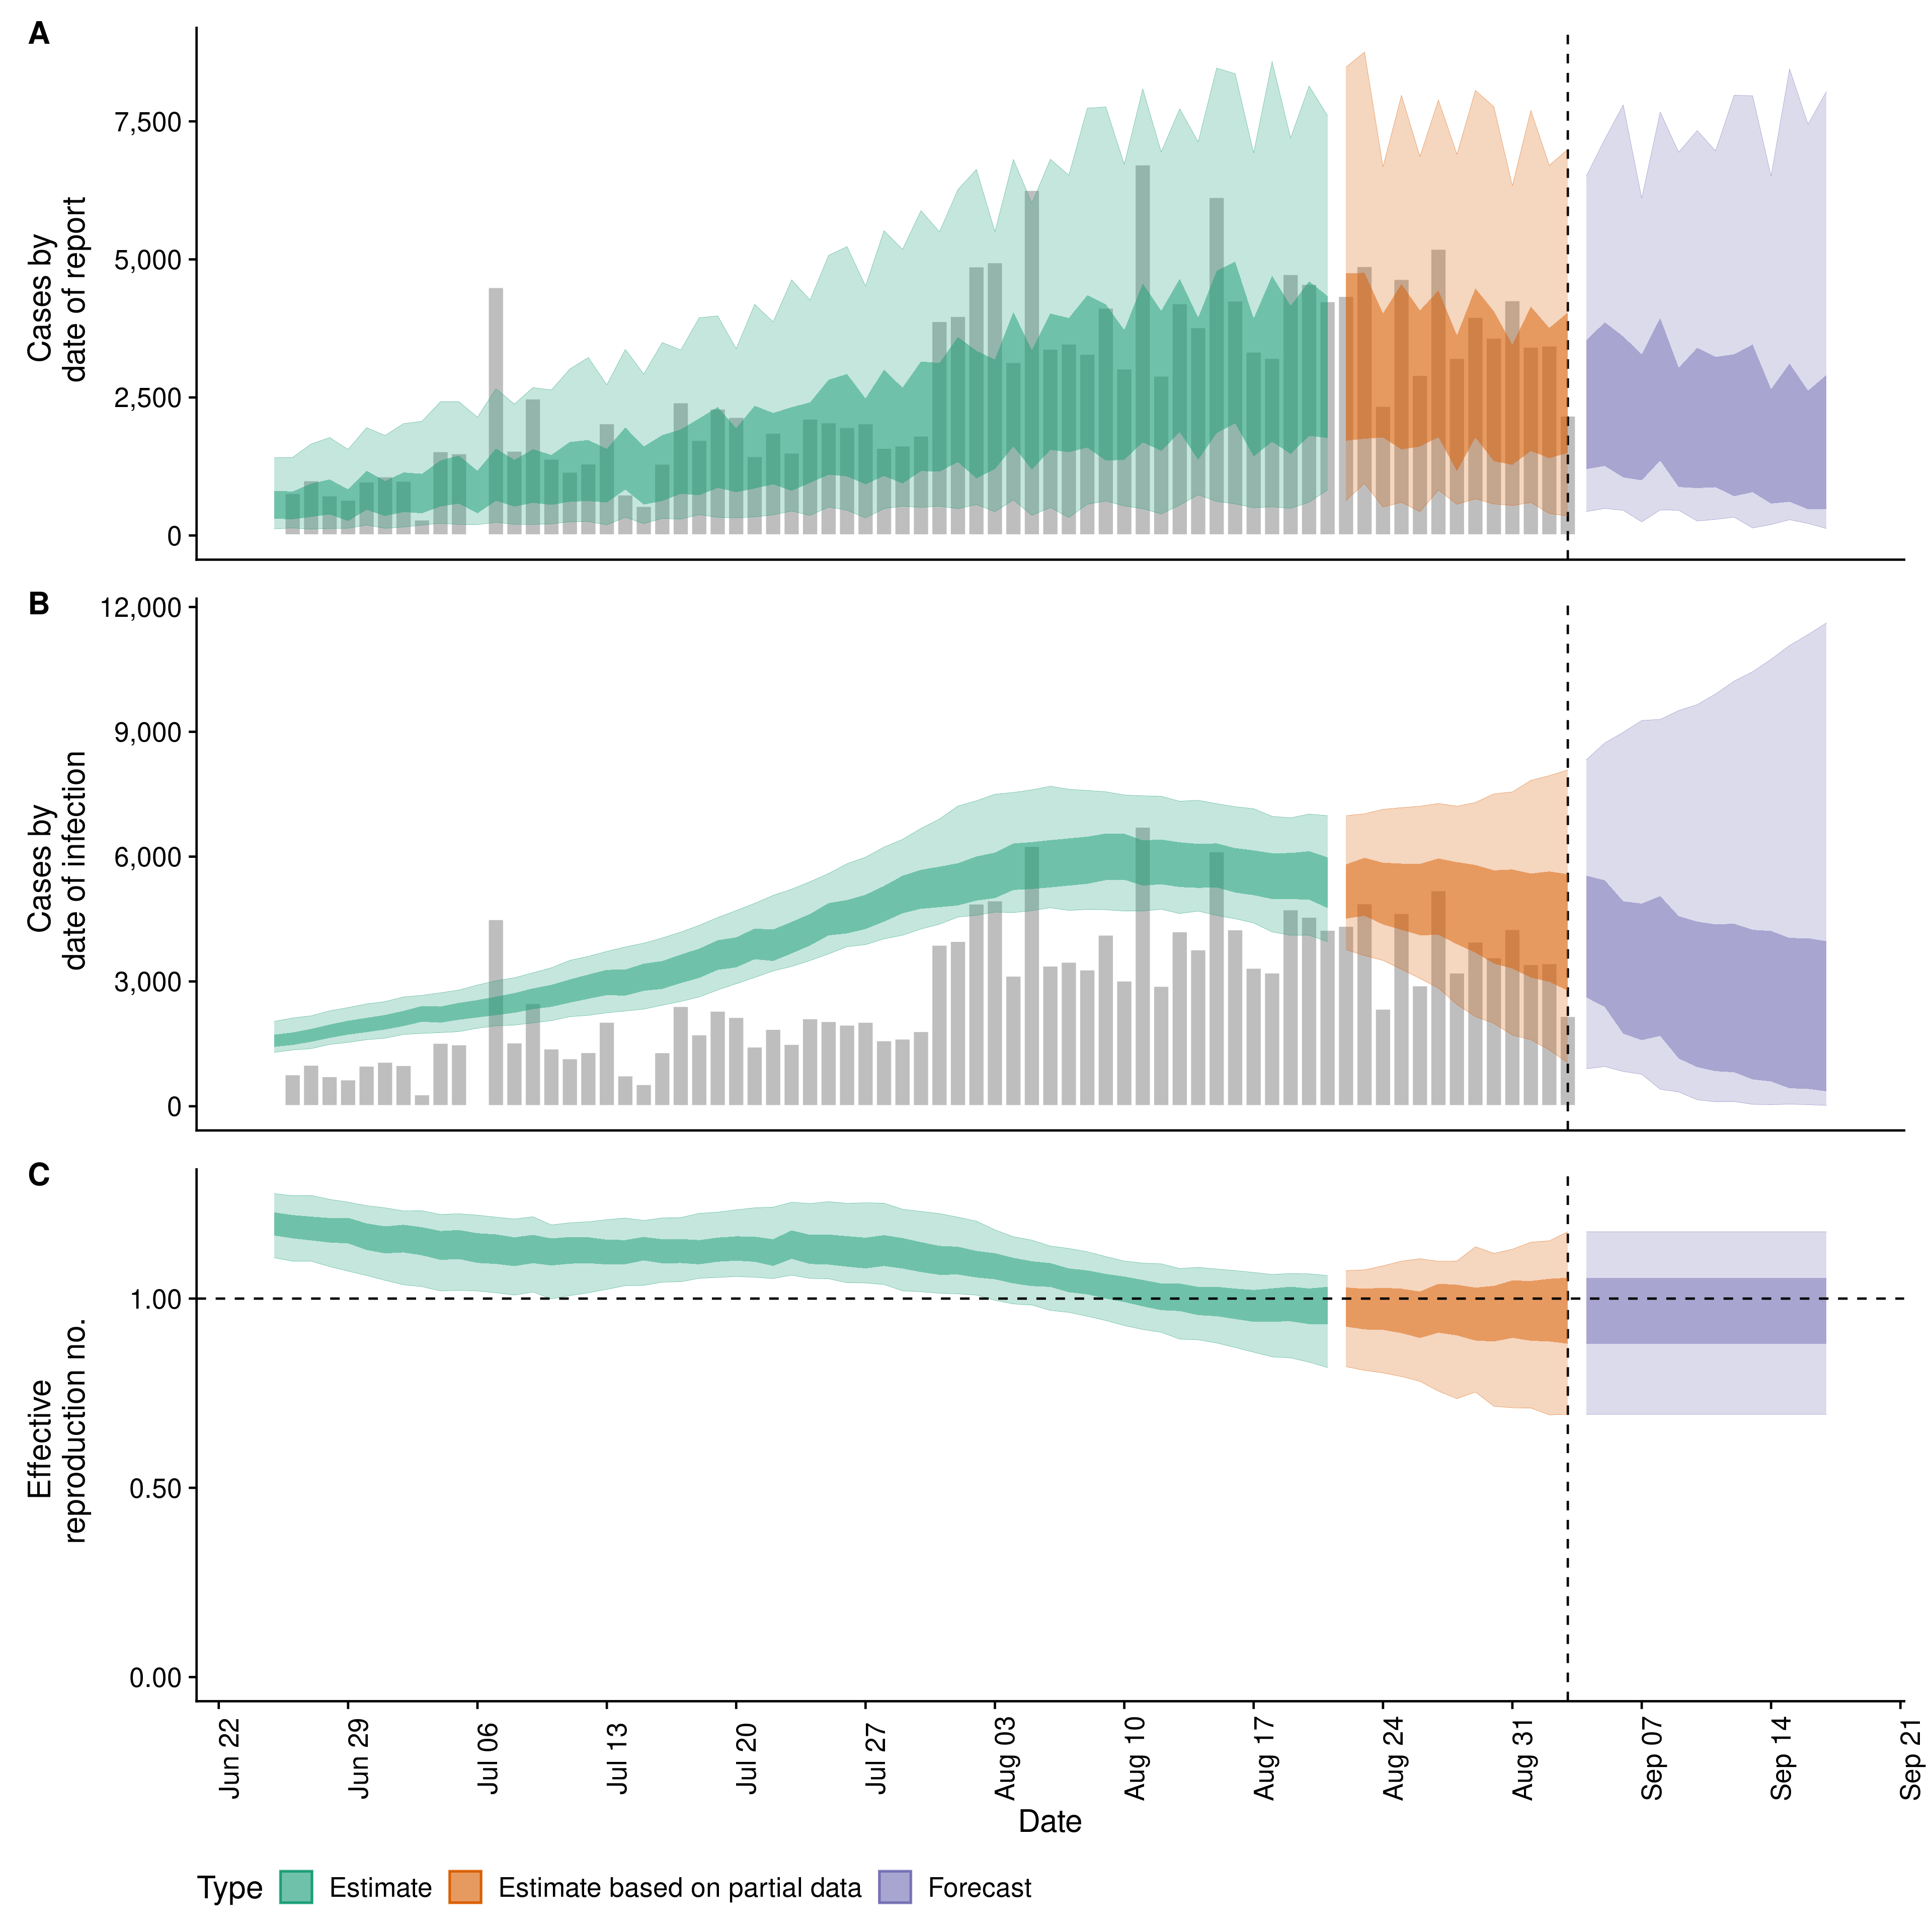 A
Cases by
date of report
7,500
5,000
2,500
0
B
Cases by
date of infection
12,000
9,000
6,000
3,000
0
C
Effective
reproduction no.
1.00
0.50
0.00
Jun 22
Jun 29
Jul 06
Jul 13
Jul 20
Jul 27
Aug 03
Aug 10
Aug 17
Aug 24
Aug 31
Sep 07
Sep 14
Sep 21
Date
Type Estimate Estimate based on partial data Forecast